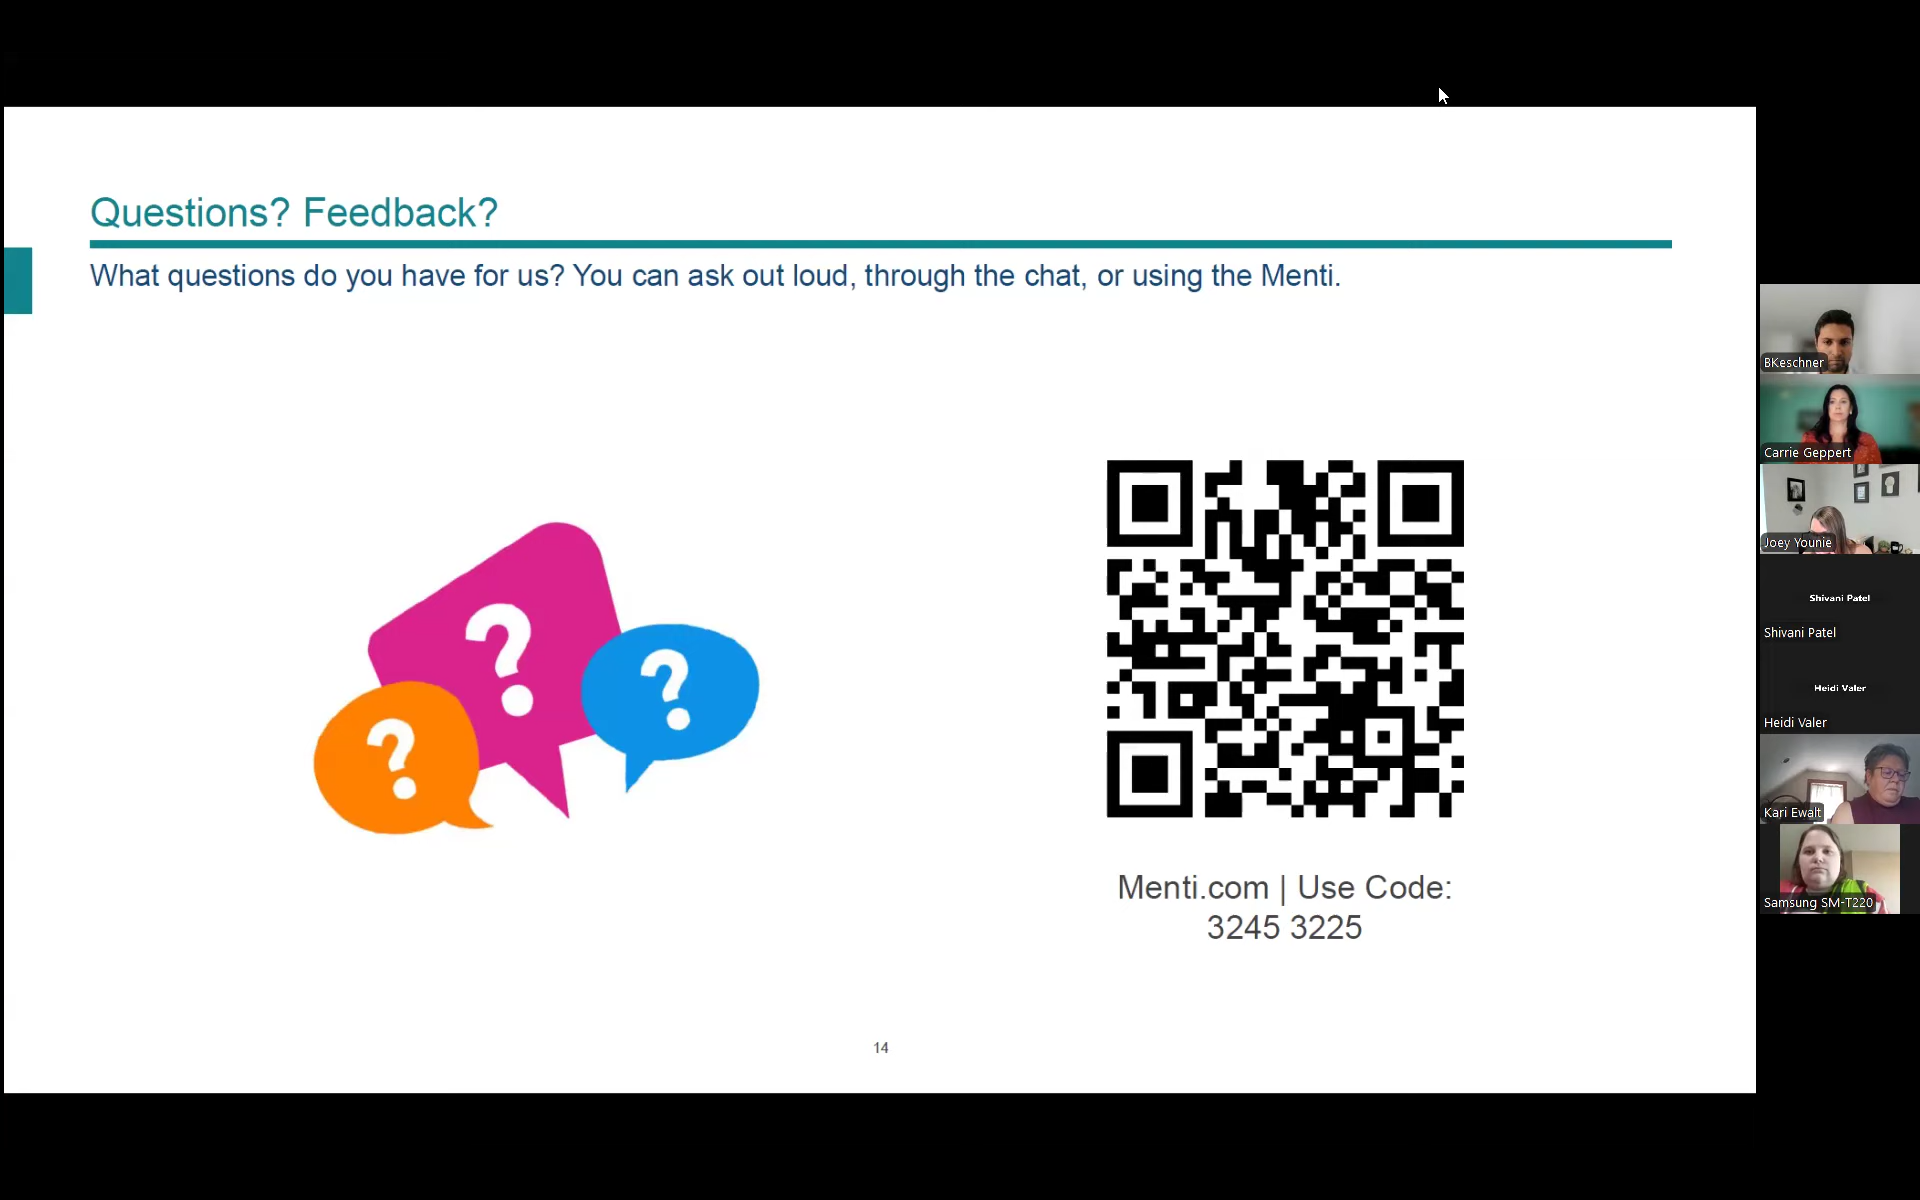 Questions? Feedback?
What questions do you have for us? You can ask out loud, through the chat, or using the Menti.
?
?
?
Menti.com | Use Code:
3245 3225
14
BKeschner
Carrie Geppert
Joey Younie
Shivani Patel
Shivani Patel
Heidi Valer
Heidi Valer
Kari Ewalt
Samsung SM-T220